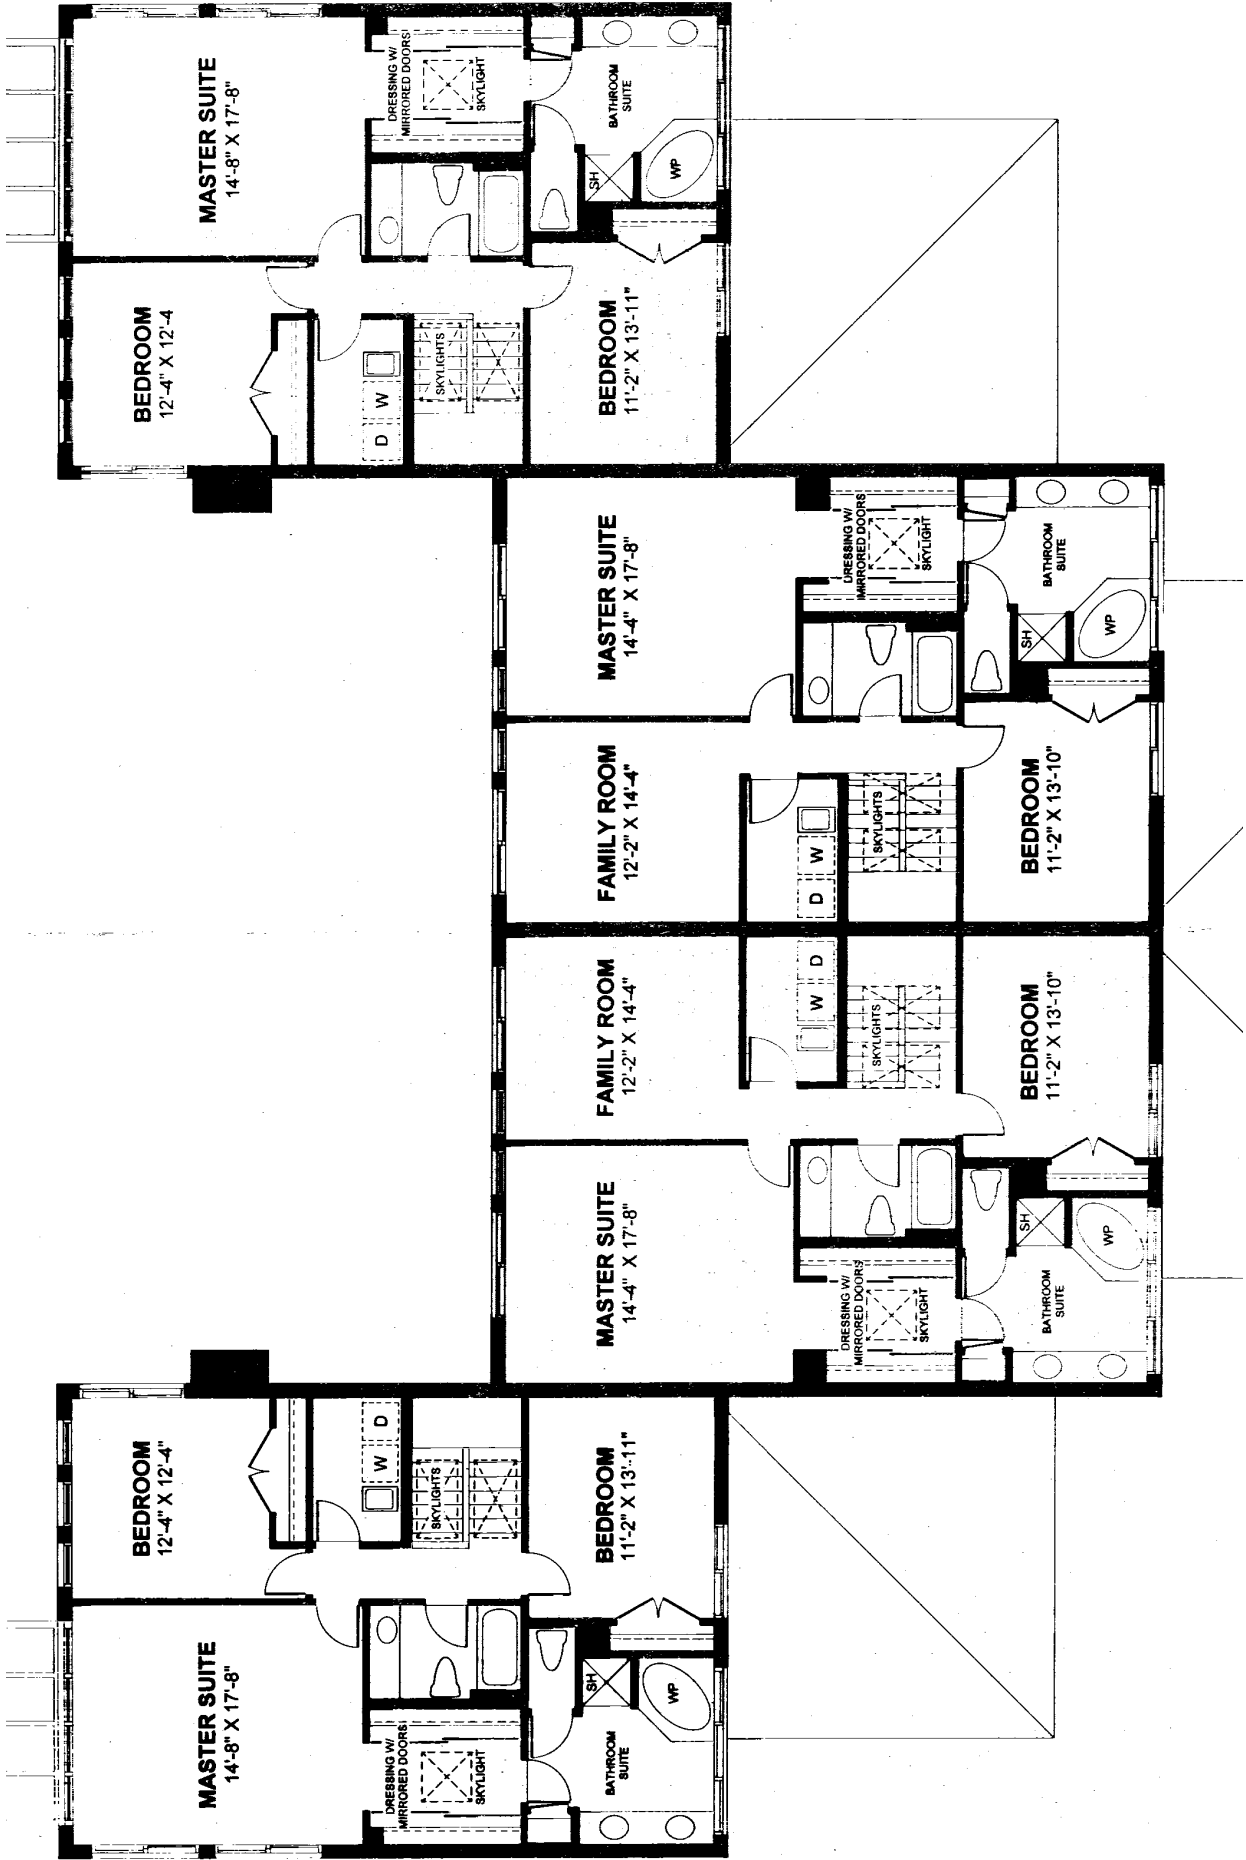 MASTER SUITE
14'-8" X 17'-8"
DRESSING W/
MIRRORED DOORS
SKYLIGHT
BATHROOM
SUITE
SH
WP
BEDROOM
12'-4 X 12'-4
D
W
SKYLIGHTS
BEDROOM
11'-2" X 13'-11"
MASTER SUITE
14'-4" X 17'-8"
DRESSING W/
MIRRORED DOORS
SKYLIGHT
BATHROOM
SUITE
SH
WP
FAMILY ROOM
12'-2" X 14'-4"
D
W
SKYLIGHTS
BEDROOM
11'-2" X 13'-10"
FAMILY ROOM
12'-2" X 14'-4"
W
D
SKYLIGHTS
BEDROOM
11'-2" X 13'-10"
MASTER SUITE
14'-4" X 17'-8"
DRESSING W/
MIRRORED DOORS
SKYLIGHT
BATHROOM
SUITE
SH
WP
BEDROOM
12'-4" X 12'-4"
W
D
SKYLIGHTS
BEDROOM
11'-2" X 13'-11"
MASTER SUITE
14'-8" X 17'-8"
DRESSING W/
MIRRORED DOORS
SKYLIGHT
BATHROOM
SUITE
SH
WP